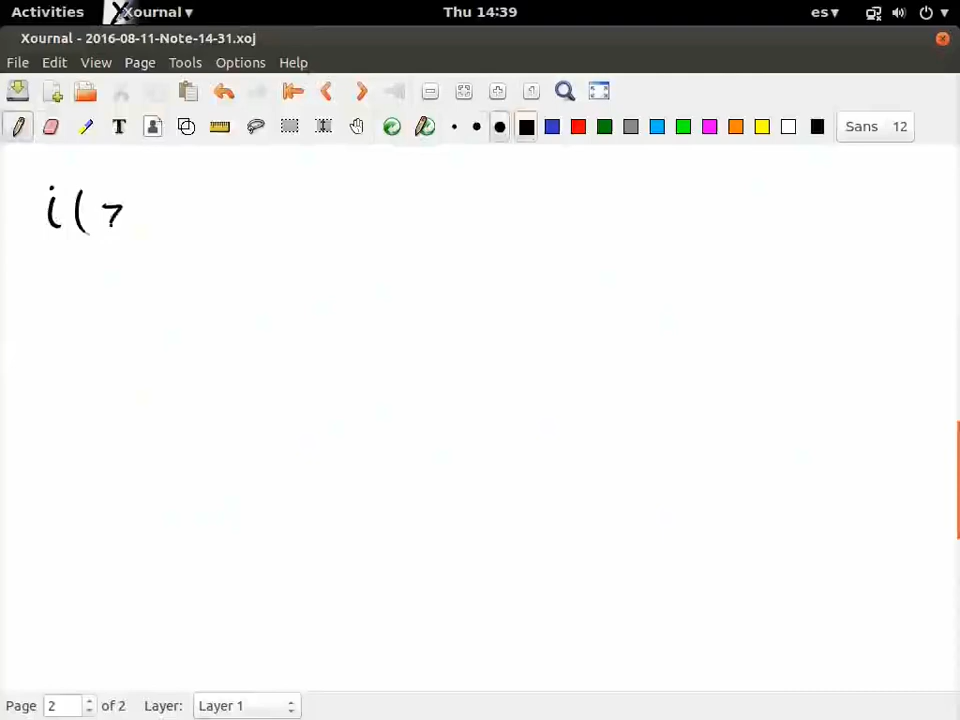 Activities Xournal ▾ Thu 14:39 es ▾
Xournal - 2016-08-11-Note-14-31.xoj
File Edit View Page Tools Options Help
T Sans 12
i(7
Page 2 of 2 Layer: Layer 1